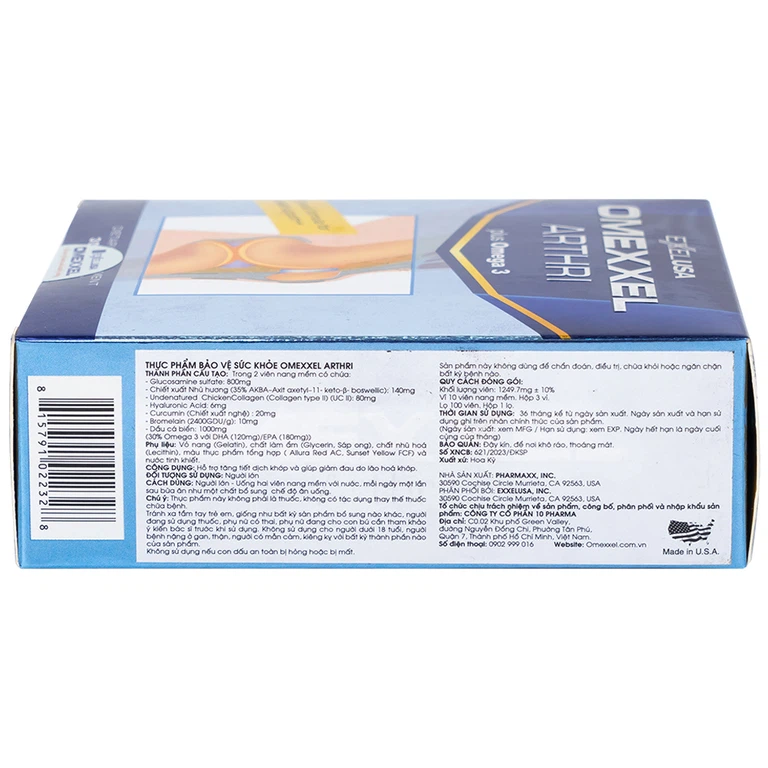 EXXELUSA
OMEXXEL
ARTHRI
plus Omega 3
OMEXXEL
THỰC PHẨM BẢO VỆ SỨC KHỎE OMEXXEL ARTHRI
THÀNH PHẦN CẤU TẠO: Trong 2 viên nang mềm có chứa:
- Glucosamine sulfate: 800mg
- Chiết xuất Nhũ hương (35% AKBA-Axit axetyl-11- keto-β- boswellic): 140mg
- Undenatured ChickenCollagen (Collagen type II) (UC II): 80mg
- Hyaluronic Acid: 6mg
- Curcumin (Chiết xuất nghệ) : 20mg
- Bromelain (2400GDU/g): 10mg
- Dầu cá biển: 1000mg
(30% Omega 3 với DHA (120mg)/EPA (180mg))
Phụ liệu: Vỏ nang (Gelatin), chất làm ẩm (Glycerin, Sáp ong), chất nhũ hoá
(Lecithin), màu thực phẩm tổng hợp ( Allura Red AC, Sunset Yellow FCF) và
nước tinh khiết.
CÔNG DỤNG: Hỗ trợ tăng tiết dịch khớp và giúp giảm đau do lão hoá khớp.
ĐỐI TƯỢNG SỬ DỤNG: Người lớn
CÁCH DÙNG: Người lớn - Uống hai viên nang mềm với nước, mỗi ngày một lần
sau bữa ăn như một chất bổ sung chế độ ăn uống.
Chú ý: Thực phẩm này không phải là thuốc, không có tác dụng thay thế thuốc
chữa bệnh.
Tránh xa tầm tay trẻ em, giống như bất kỳ sản phẩm bổ sung nào khác, người
đang sử dụng thuốc, phụ nữ có thai, phụ nữ đang cho con bú cần tham khảo
ý kiến bác sĩ trước khi sử dụng. Không sử dụng cho người dưới 18 tuổi, người
bệnh nặng ở gan, thận, người có mẫn cảm, kiêng kỵ với bất kỳ thành phần nào
của sản phẩm.
Không sử dụng nếu con dấu an toàn bị hỏng hoặc bị mất.
Sản phẩm này không dùng để chẩn đoán, điều trị, chữa khỏi hoặc ngăn chặn
bất kỳ bệnh nào.
QUY CÁCH ĐÓNG GÓI:
Khối lượng viên: 1249.7mg ± 10%
Vỉ 10 viên nang mềm. Hộp 3 vỉ.
Lọ 100 viên. Hộp 1 lọ.
THỜI GIAN SỬ DỤNG: 36 tháng kể từ ngày sản xuất. Ngày sản xuất và hạn sử
dụng ghi trên nhãn chính thức của sản phẩm.
(Ngày sản xuất: xem MFG / Hạn sử dụng: xem EXP. Ngày hết hạn là ngày cuối
cùng của tháng)
BẢO QUẢN: Đậy kín, để nơi khô ráo, thoáng mát.
Số XNCB: 621/2023/ĐKSP
Xuất xứ: Hoa Kỳ
NHÀ SẢN XUẤT: PHARMAXX, INC.
30590 Cochise Circle Murrieta, CA 92563, USA
PHÂN PHỐI BỞI: EXXELUSA, INC.
30590 Cochise Circle Murrieta, CA 92563, USA
Tổ chức chịu trách nhiệm về sản phẩm, công bố, phân phối và nhập khẩu sản
phẩm: CÔNG TY CỔ PHẦN 10 PHARMA
Địa chỉ: C0.02 Khu phố Green Valley,
đường Nguyễn Đổng Chi, Phường Tân Phú,
Quận 7, Thành Phố Hồ Chí Minh, Việt Nam.
Số điện thoại: 0902 999 016 Website: Omexxel.com.vn
Made in U.S.A.
8 15791 02232 8